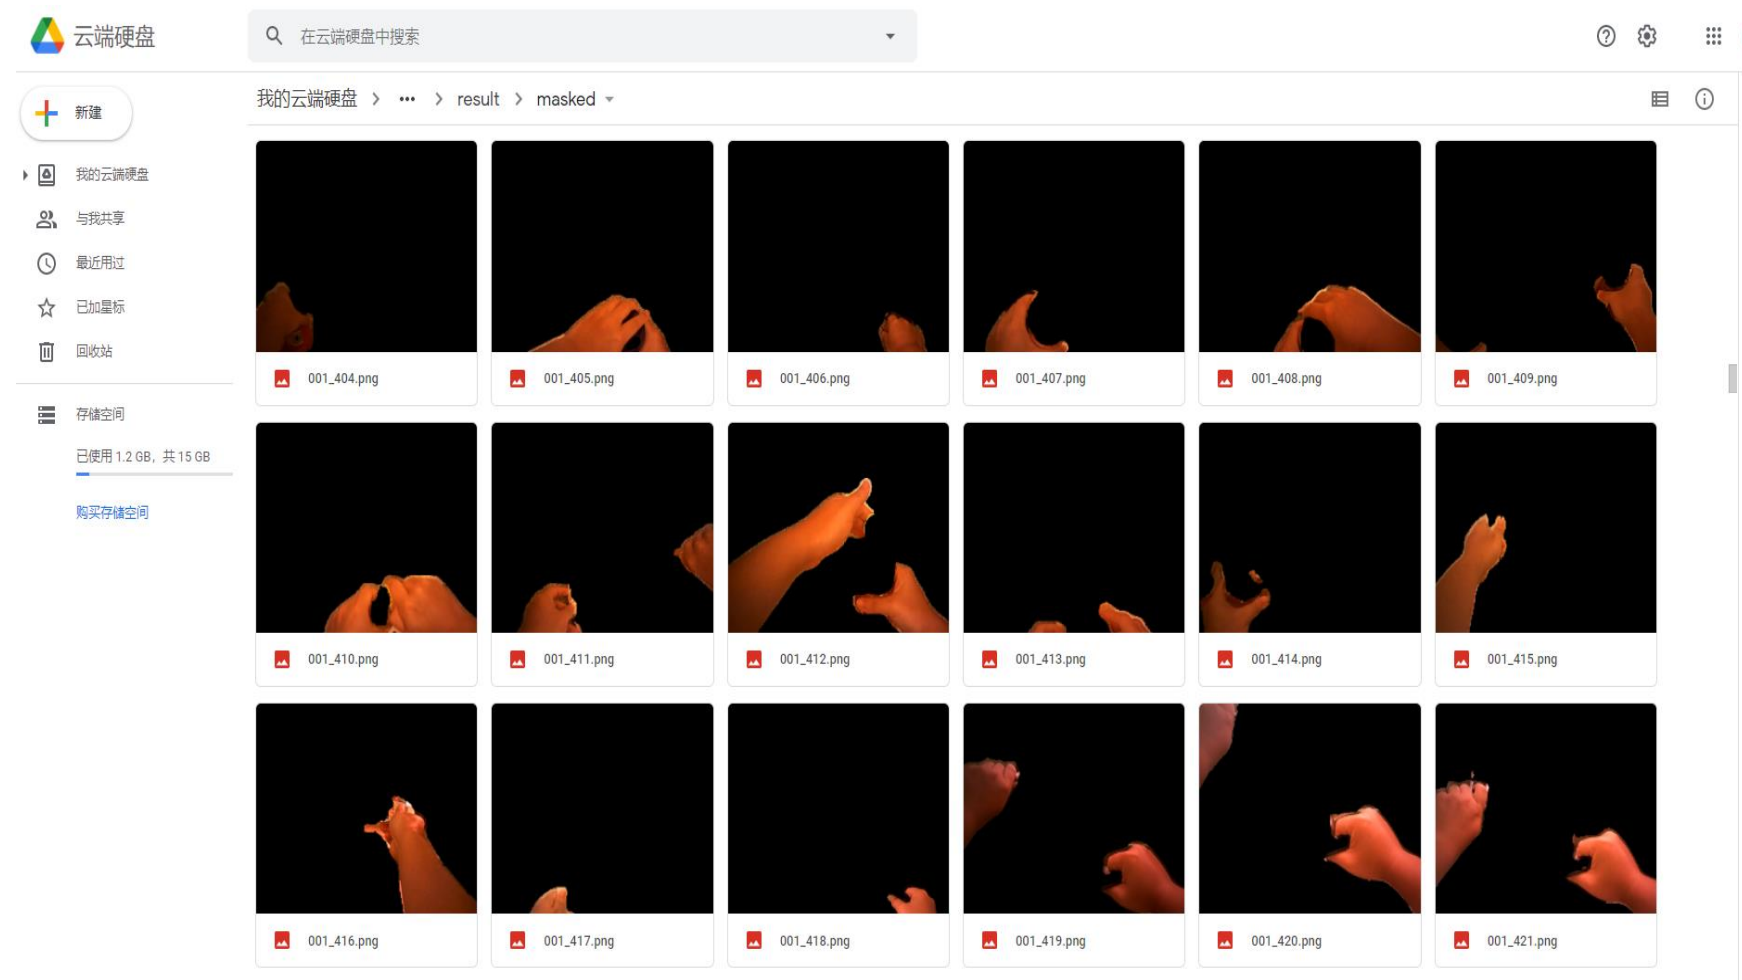 云端硬盘
在云端硬盘中搜索
新建
我的云端硬盘
与我共享
最近用过
已加星标
回收站
存储空间
已使用 1.2 GB，共 15 GB
购买存储空间
我的云端硬盘 > ••• > result > masked
001_404.png
001_405.png
001_406.png
001_407.png
001_408.png
001_409.png
001_410.png
001_411.png
001_412.png
001_413.png
001_414.png
001_415.png
001_416.png
001_417.png
001_418.png
001_419.png
001_420.png
001_421.png